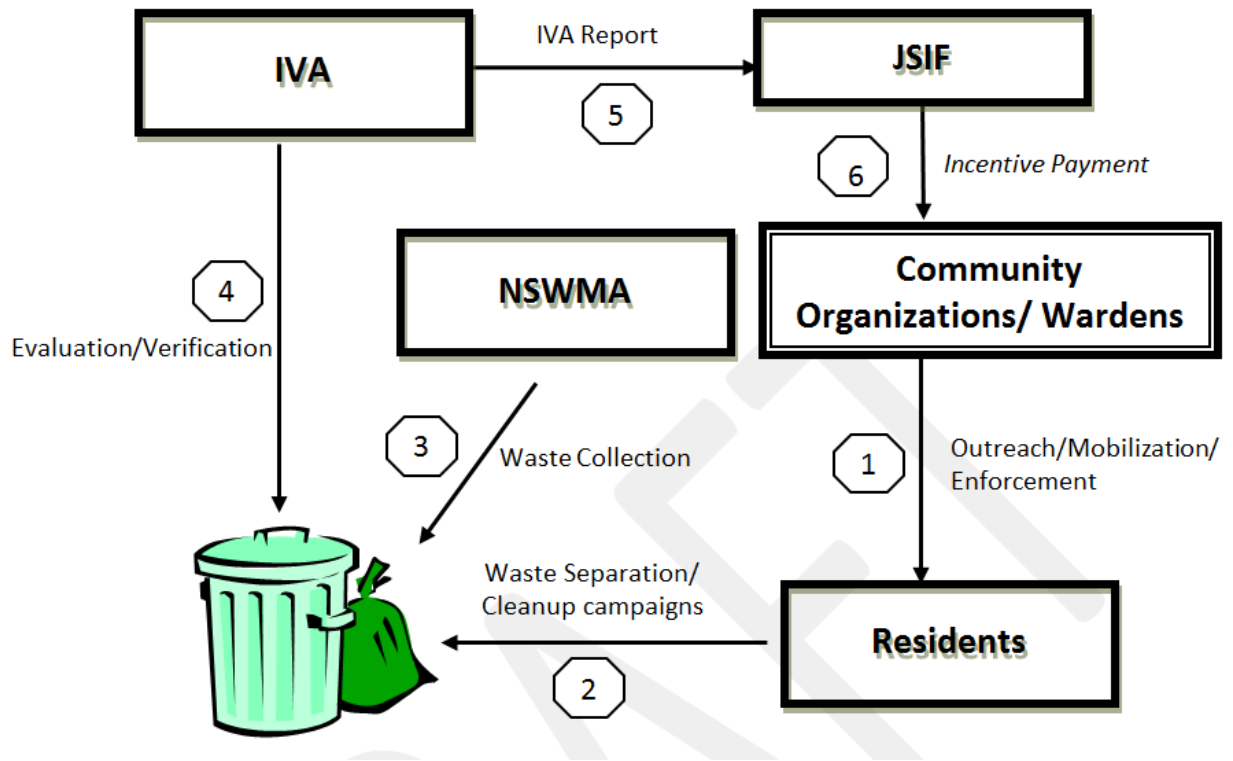 IVA Report
IVA
JSIF
5
6
Incentive Payment
Community
Organizations/ Wardens
NSWMA
4
Evaluation/Verification
3
Waste Collection
1
Outreach/Mobilization/
Enforcement
Waste Separation/
Cleanup campaigns
Residents
2
DRAFT